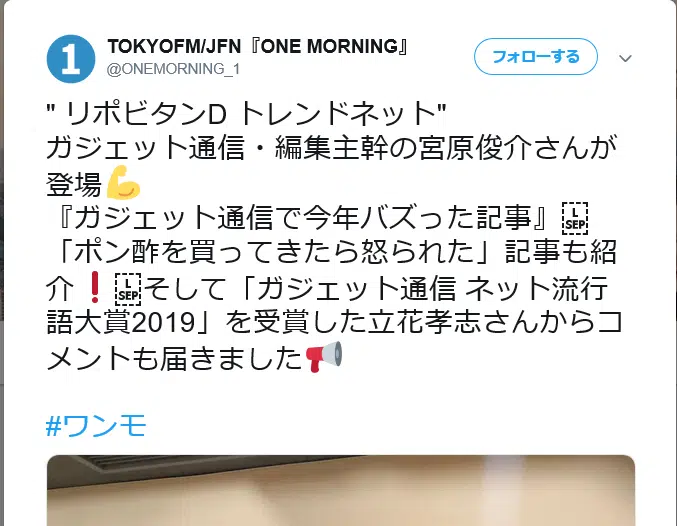 1
TOKYOFM/JFN『ONE MORNING』
@ONEMORNING_1
フォローする
" リポビタンD トレンドネット"
ガジェット通信・編集主幹の宮原俊介さんが
登場💪
『ガジェット通信で今年バズった記事』L SEP
「ポン酢を買ってきたら怒られた」記事も紹
介❗L SEPそして「ガジェット通信 ネット流行
語大賞2019」を受賞した立花孝志さんからコ
メントも届きました📢
#ワンモ